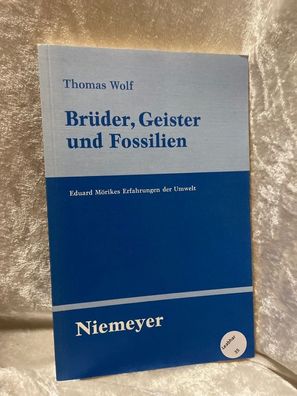 Thomas Wolf
Brüder, Geister
und Fossilien
Eduard Mörikes Erfahrungen der Umwelt
Niemeyer